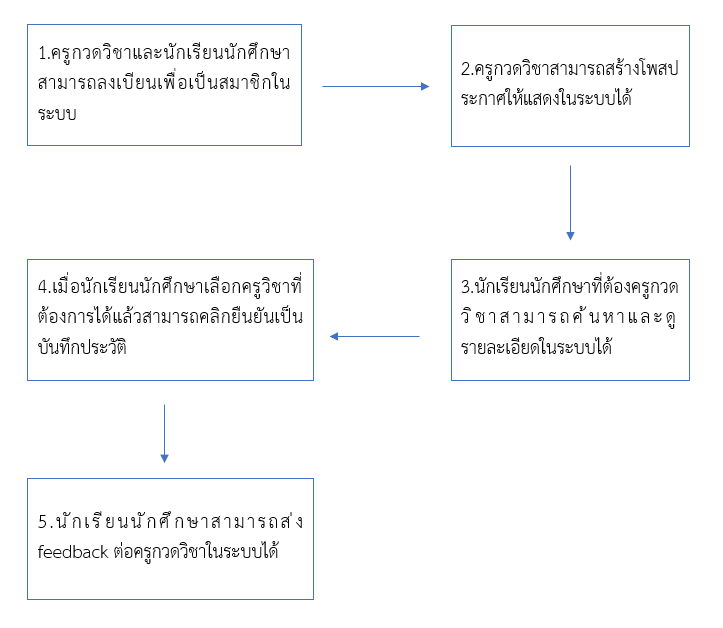 1.ครูกวดวิชาและนักเรียนนักศึกษา
สามารถลงเบียนเพื่อเป็นสมาชิกใน
ระบบ
2.ครูกวดวิชาสามารถสร้างโพสป
ระกาศให้แสดงในระบบได้
3.นักเรียนนักศึกษาที่ต้องครูกวด
วิชาสามารถค้นหาและดู
รายละเอียดในระบบได้
4.เมื่อนักเรียนนักศึกษาเลือกครูวิชาที่
ต้องการได้แล้วสามารถคลิกยืนยันเป็น
บันทึกประวัติ
5.นักเรียนนักศึกษาสามารถส่ง
feedback ต่อครูกวดวิชาในระบบได้